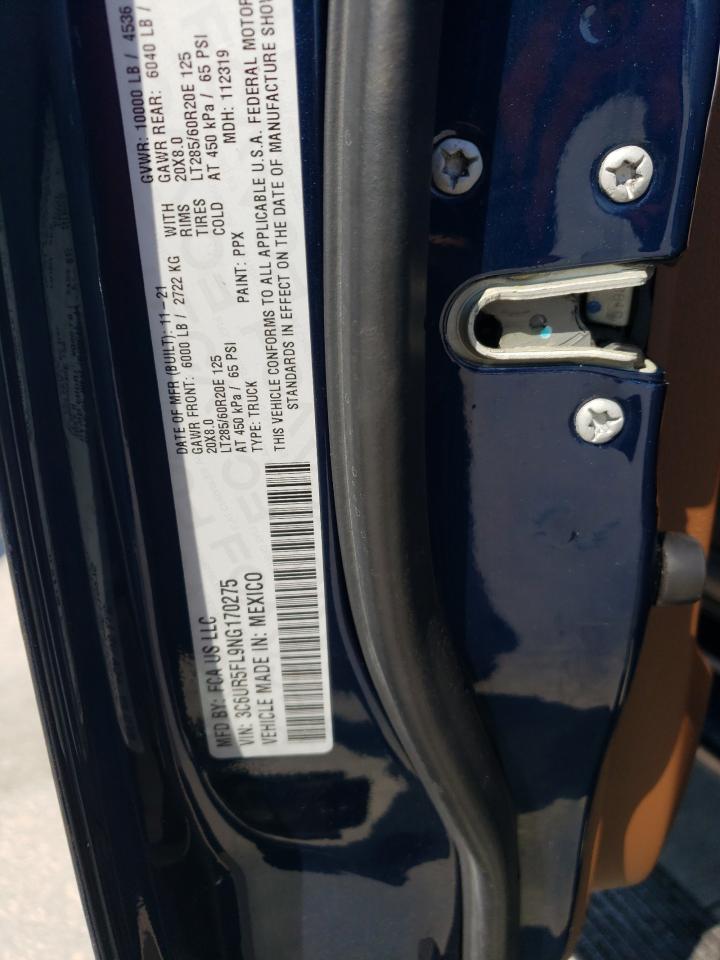 MFD BY: FCA US LLC
DATE OF MFR (BUILT): 11-21
GVWR: 10000 LB / 4536
GAWR FRONT: 6000 LB / 2722 KG WITH
GAWR REAR: 6040 LB /
20X8.0 RIMS
20X8.0
LT285/60R20E 125 TIRES
LT285/60R20E 125
AT 450 kPa / 65 PSI COLD
AT 450 kPa / 65 PSI
VIN: 3C6UR5FL9NG170275
TYPE: TRUCK PAINT: PPX MDH: 112319
VEHICLE MADE IN: MEXICO
THIS VEHICLE CONFORMS TO ALL APPLICABLE U.S.A. FEDERAL MOTOR
STANDARDS IN EFFECT ON THE DATE OF MANUFACTURE SHOW